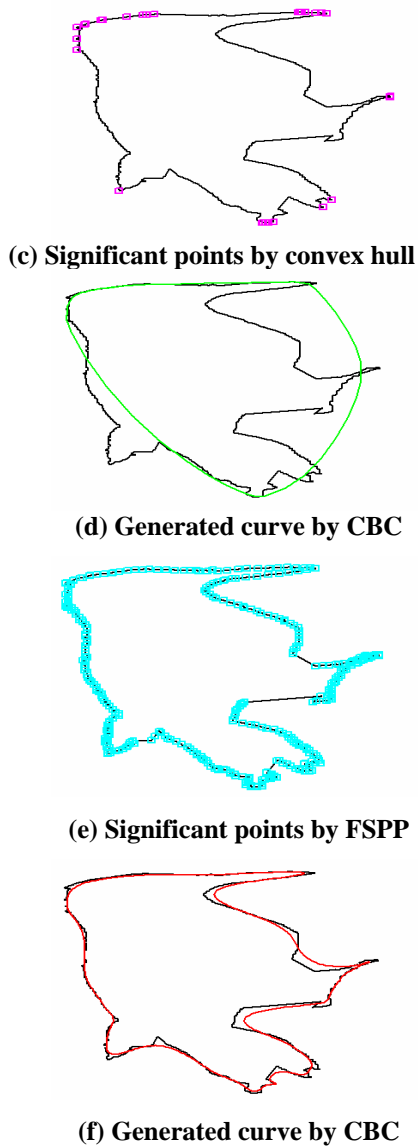 (c) Significant points by convex hull
(d) Generated curve by CBC
(e) Significant points by FSPP
(f) Generated curve by CBC